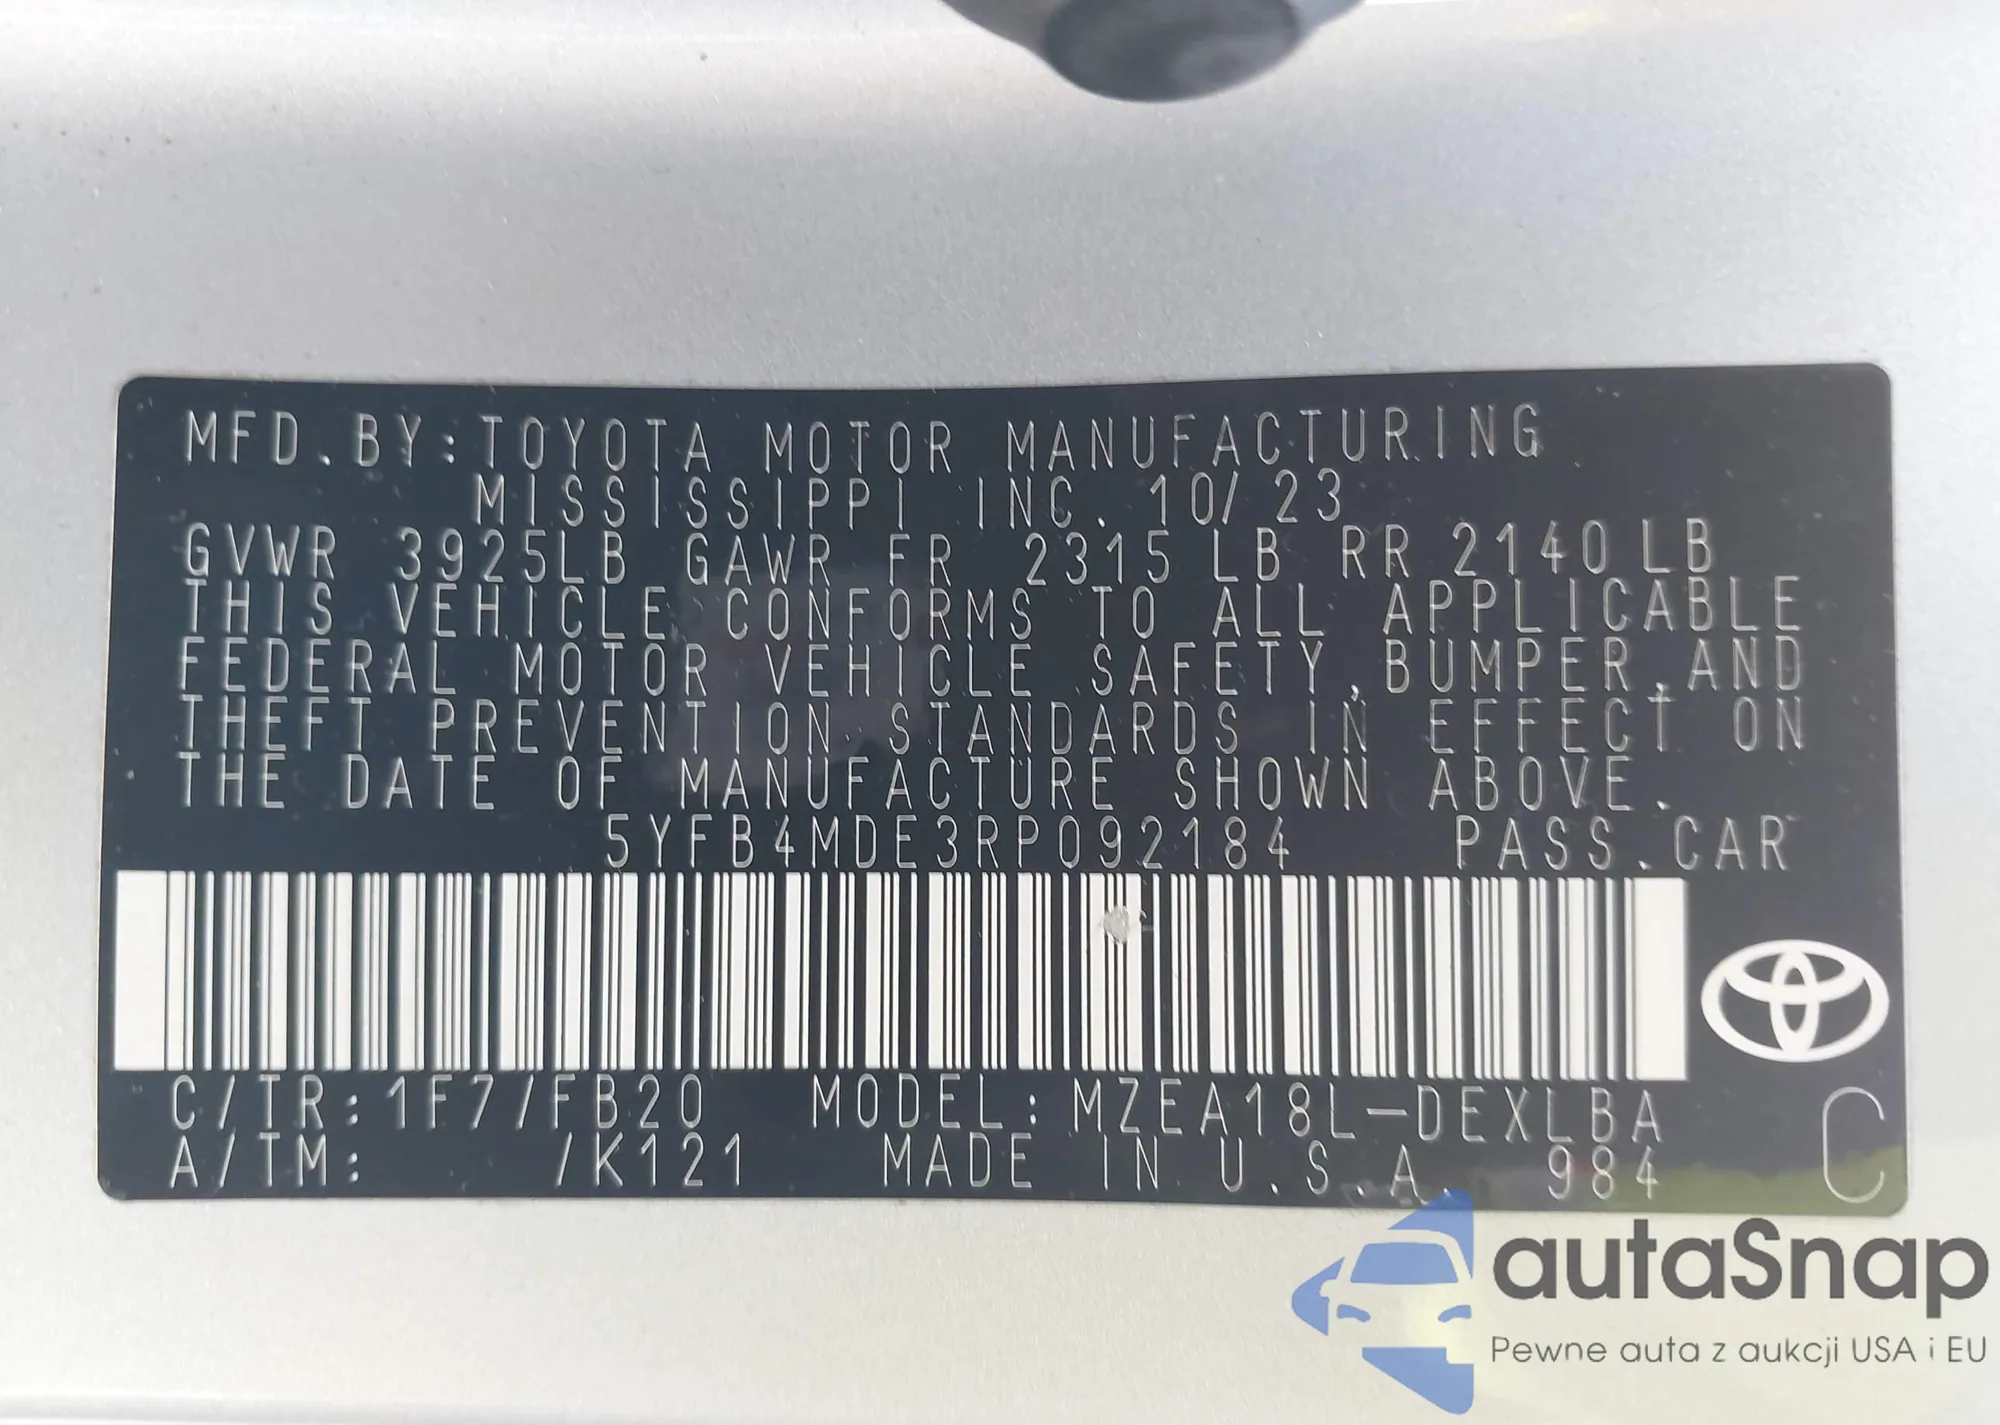 MFD.BY:TOYOTA MOTOR MANUFACTURING
MISSISSIPPI INC. 10/23
GVWR 3925LB GAWR FR 2315 LB RR 2140 LB
THIS VEHICLE CONFORMS TO ALL APPLICABLE
FEDERAL MOTOR VEHICLE SAFETY,BUMPER,AND
THEFT PREVENTION STANDARDS IN EFFECT ON
THE DATE OF MANUFACTURE SHOWN ABOVE.
5YFB4MDE3RP092184 PASS.CAR
C/TR:1F7/FB20 MODEL:MZEA18L-DEXLBA
A/TM: /K121 MADE IN U.S.A. 984 C
autaSnap
Pewne auta z aukcji USA i EU